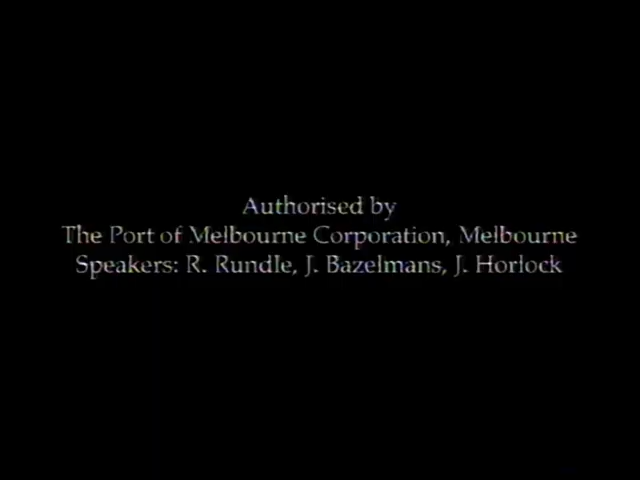 Authorised by
The Port of Melbourne Corporation, Melbourne
Speakers: R. Rundle, J. Bazelmans, J. Horlock